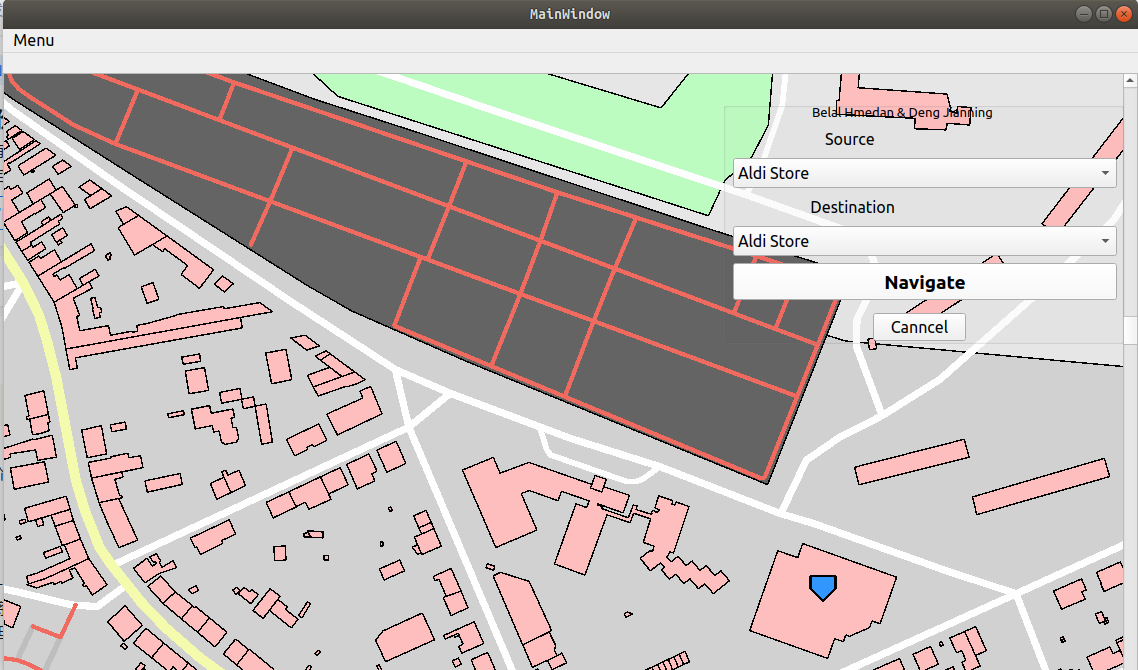 MainWindow
Menu
Belal Hmedan & Deng Jianning
Source
Aldi Store
Destination
Aldi Store
Navigate
Canncel